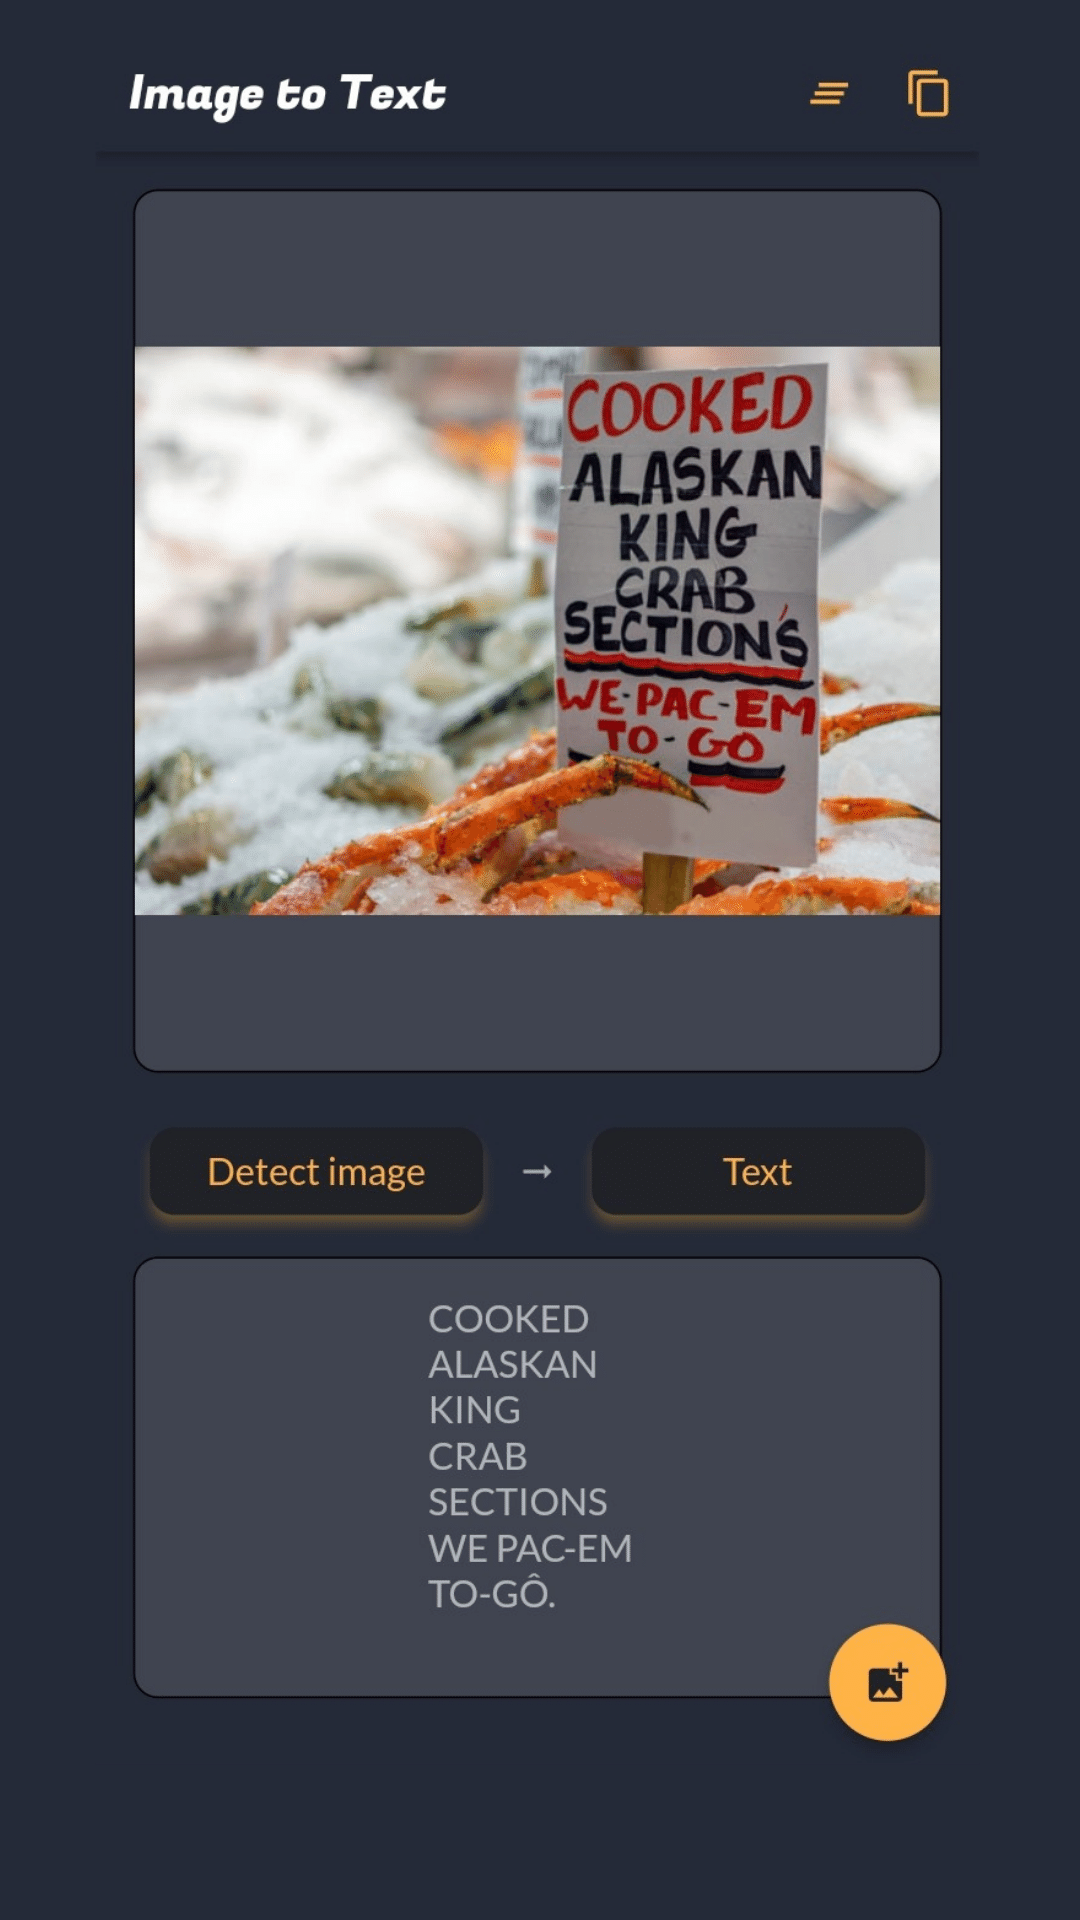 Image to Text
COOKED
ALASKAN
KING
CRAB
SECTION'S
WE-PAC-EM
TO-GO
Detect image → Text
COOKED
ALASKAN
KING
CRAB
SECTIONS
WE PAC-EM
TO-GÔ.